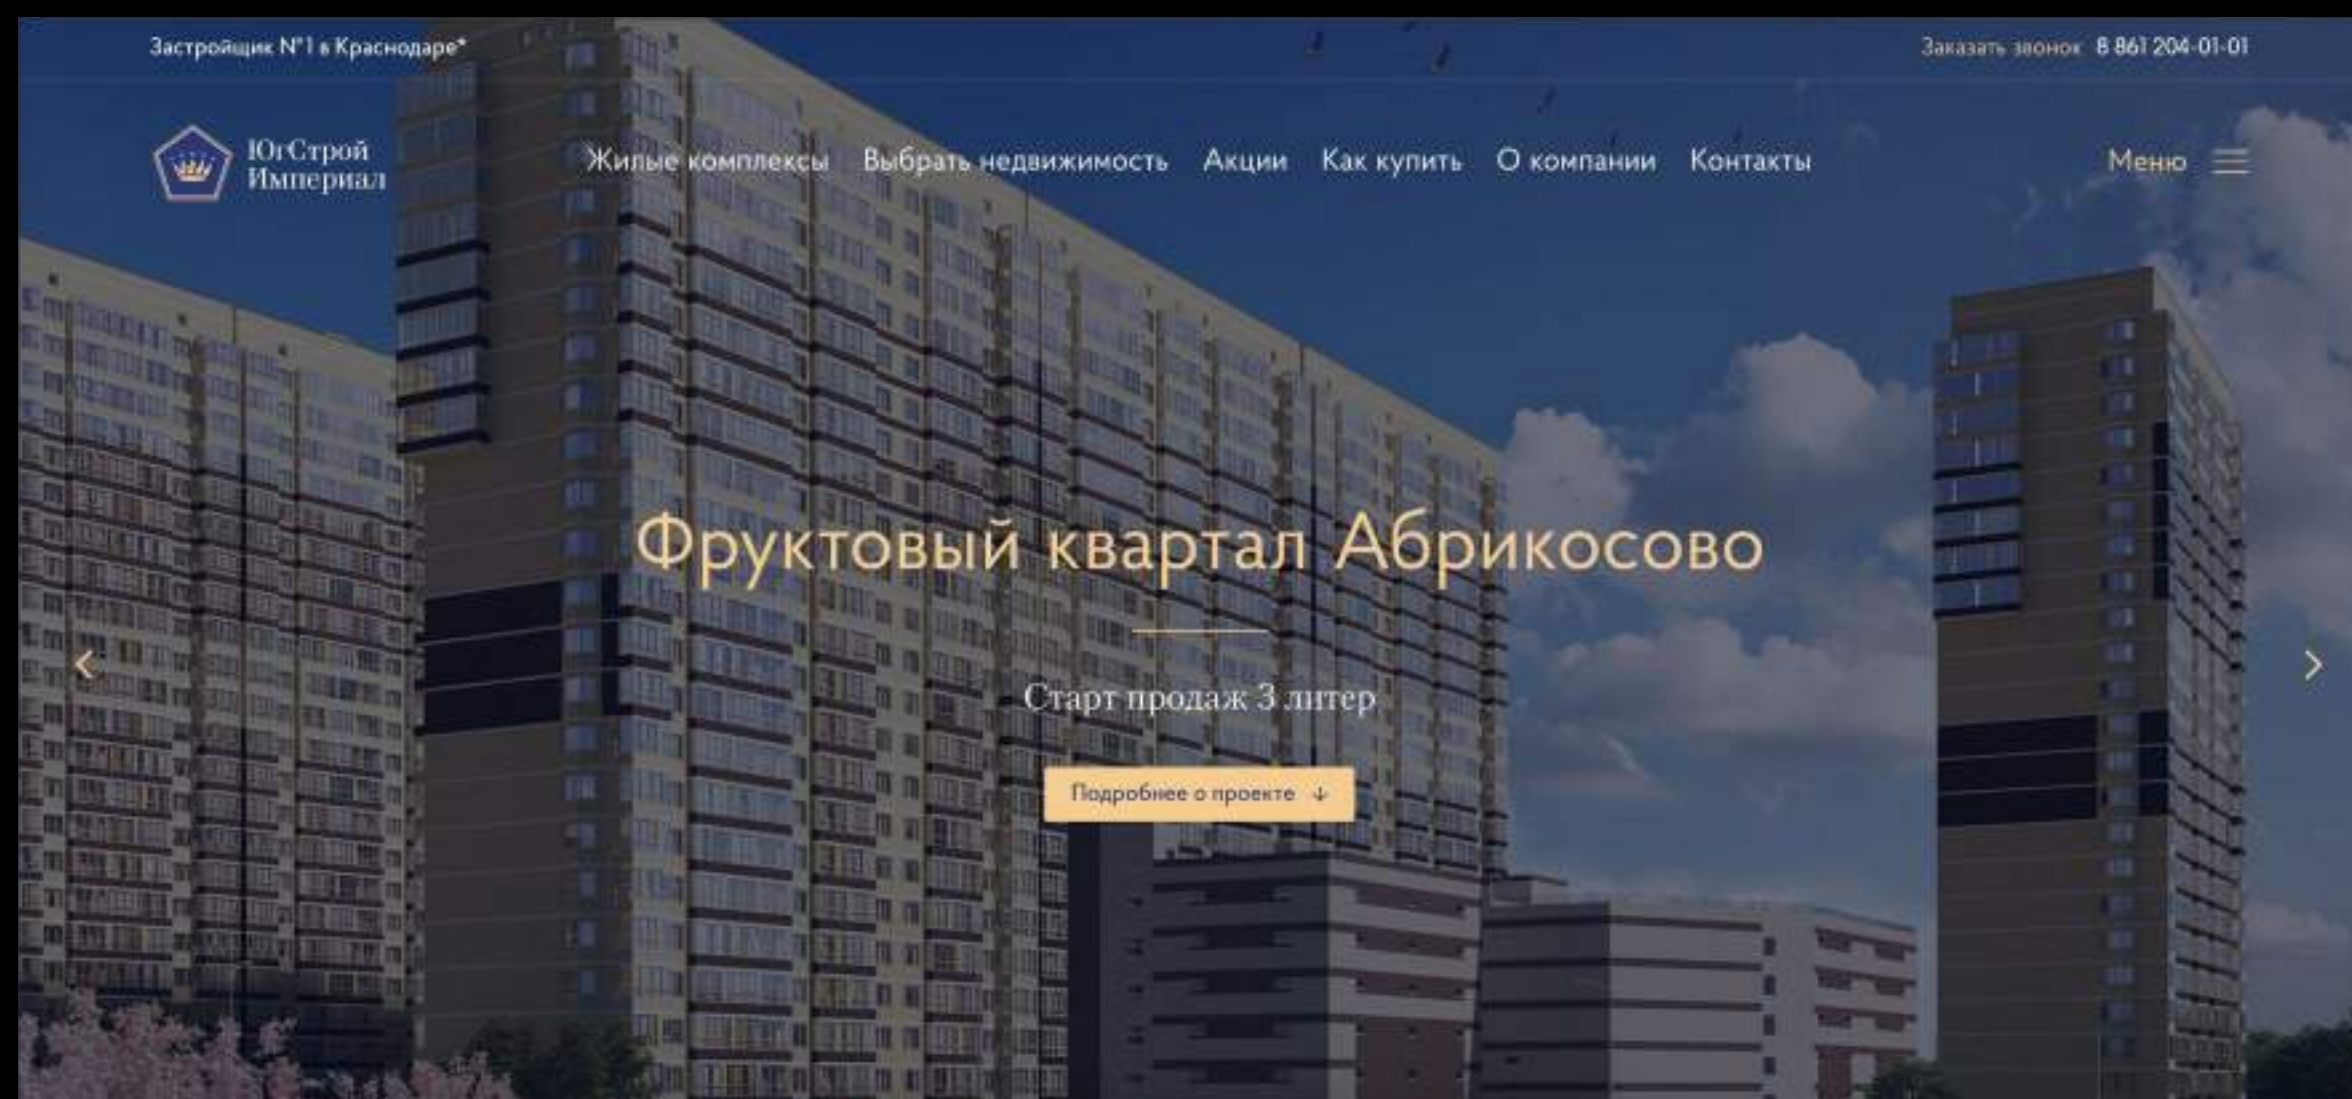 Застройщик №1 в Краснодаре*
Заказать звонок 8 861 204-01-01
ЮгСтрой
Империал
Жилые комплексы Выбрать недвижимость Акции Как купить О компании Контакты
Меню
Фруктовый квартал Абрикосово
Старт продаж 3 литер
Подробнее о проекте ↓